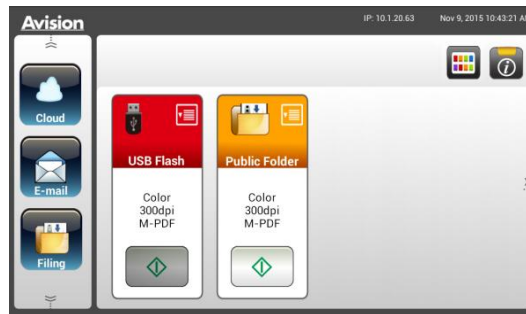 Avision
IP: 10.1.20.63
Nov 9, 2015 10:43:21 A
Cloud
E-mail
Filing
USB Flash
Color
300dpi
M-PDF
Public Folder
Color
300dpi
M-PDF